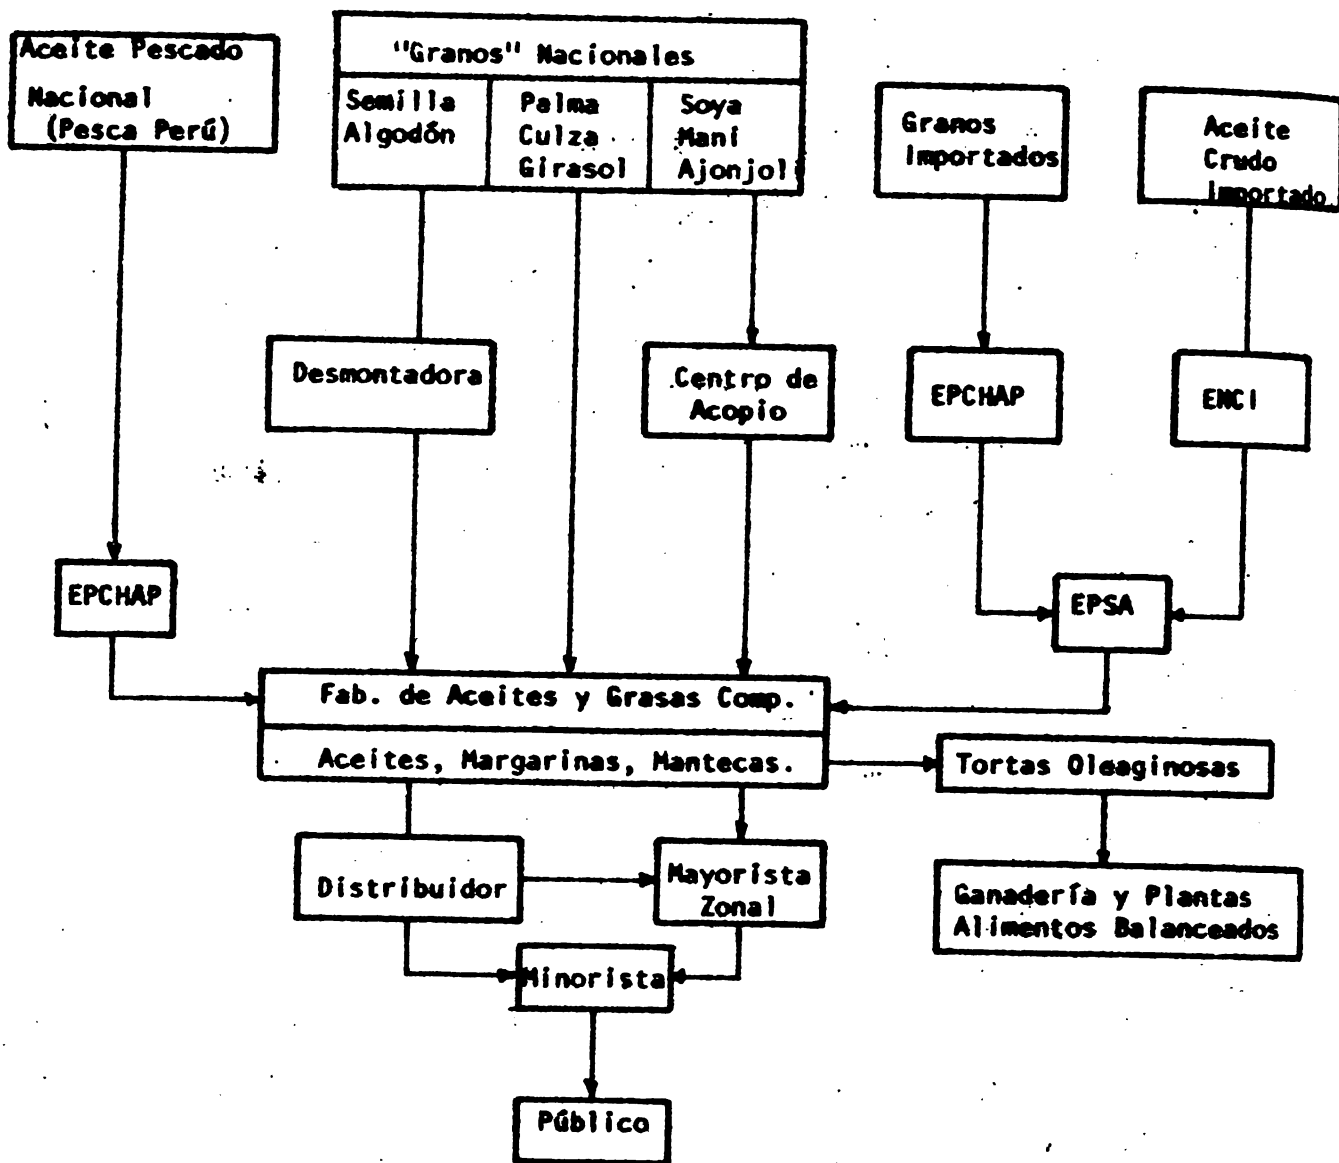 Aceite Pescado
Nacional
(Pesca Perú)
"Granos" Nacionales
Semilla
Algodón
Palma
Culza
Girasol
Soya
Maní
Ajonjolí
Granos
Importados
Aceite
Crudo
Importado
Desmontadora
Centro de
Acopio
EPCHAP
ENCI
EPCHAP
EPSA
Fab. de Aceites y Grasas Comp.
Aceites, Margarinas, Mantecas.
Tortas Oleaginosas
Distribuidor
Mayorista
Zonal
Ganadería y Plantas
Alimentos Balanceados
Minorista
Público